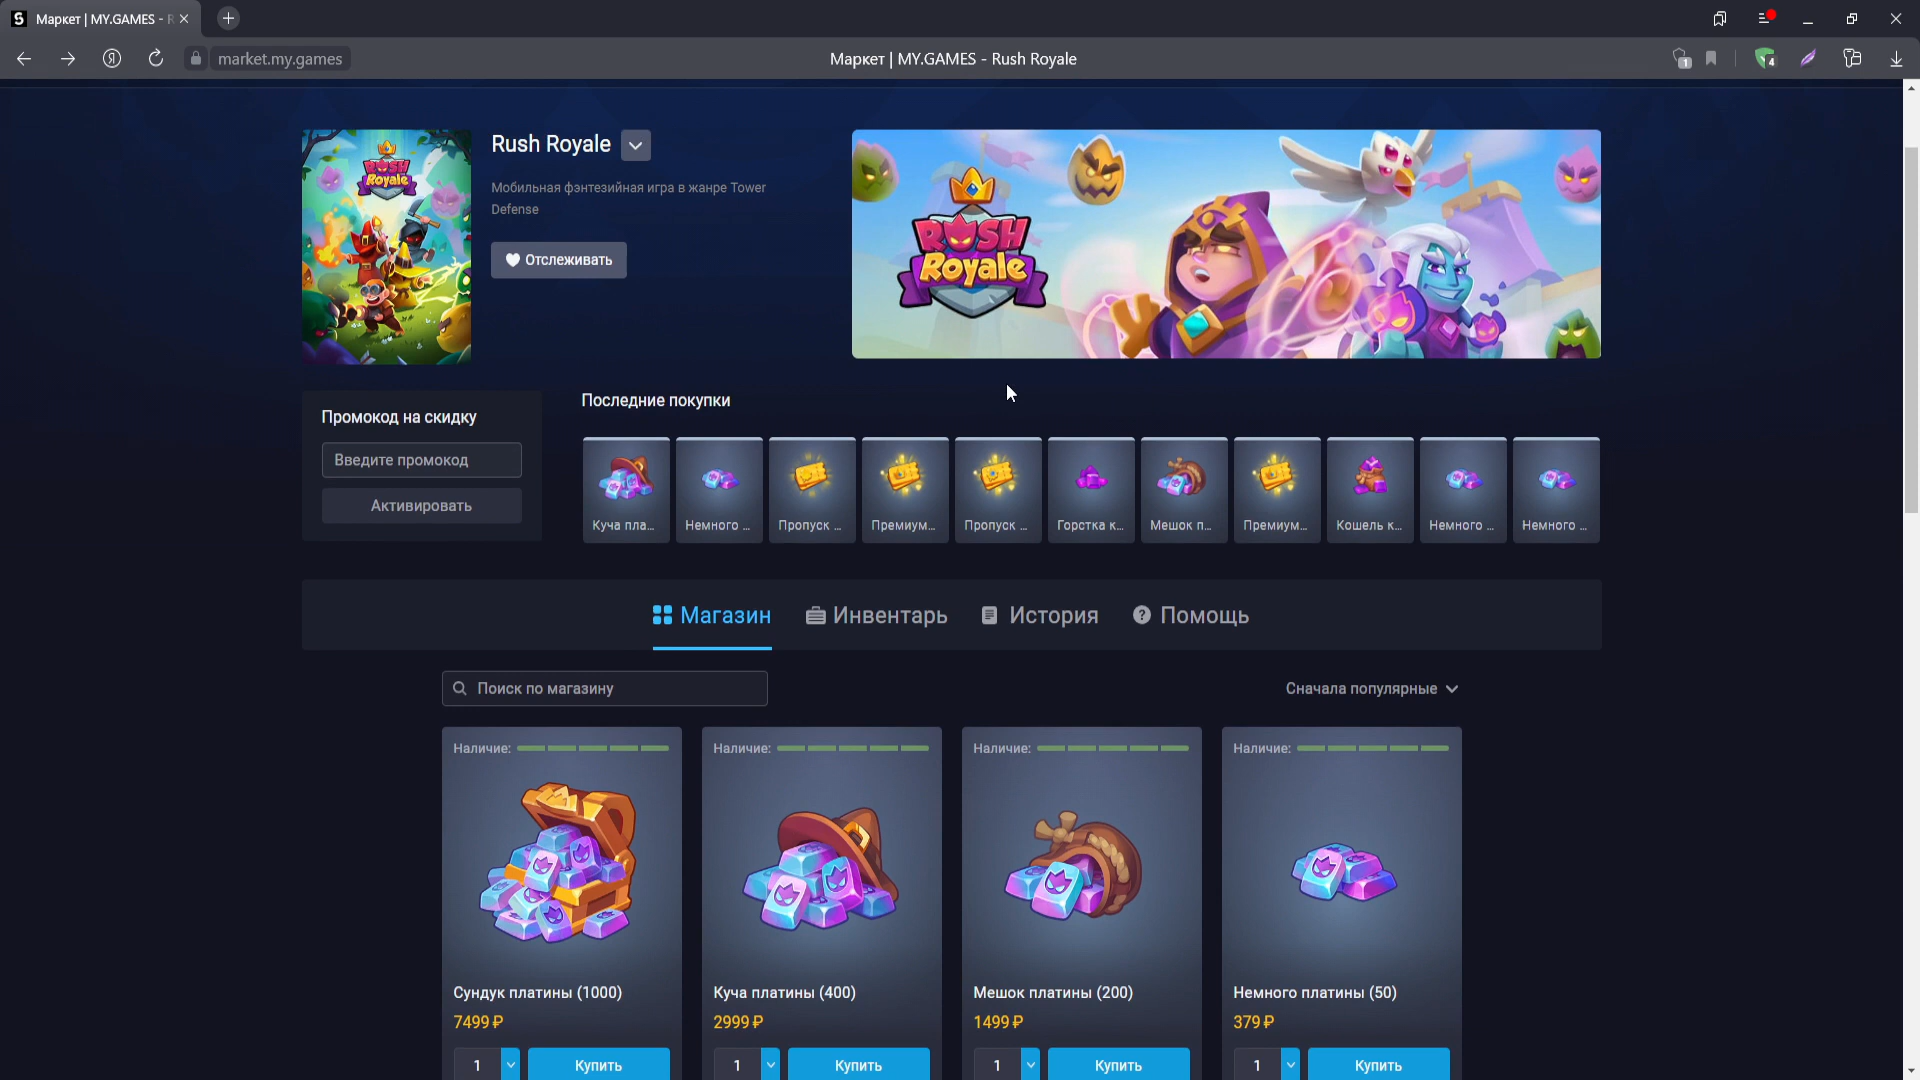 Маркет | MY.GAMES - R
market.my.games
Маркет | MY.GAMES - Rush Royale
1
4
RUSH
Royale
Rush Royale
Мобильная фэнтезийная игра в жанре Tower
Defense
Отслеживать
RUSH
Royale
Промокод на скидку
Введите промокод
Активировать
Последние покупки
Куча пла...
Немного ...
Пропуск ...
Премиум...
Пропуск ...
Горстка к...
Мешок п...
Премиум...
Кошель к...
Немного ...
Немного ...
Магазин
Инвентарь
История
Помощь
Поиск по магазину
Сначала популярные
Наличие:
Сундук платины (1000)
7499 ₽
1
Купить
Наличие:
Куча платины (400)
2999 ₽
1
Купить
Наличие:
Мешок платины (200)
1499 ₽
1
Купить
Наличие:
Немного платины (50)
379 ₽
1
Купить